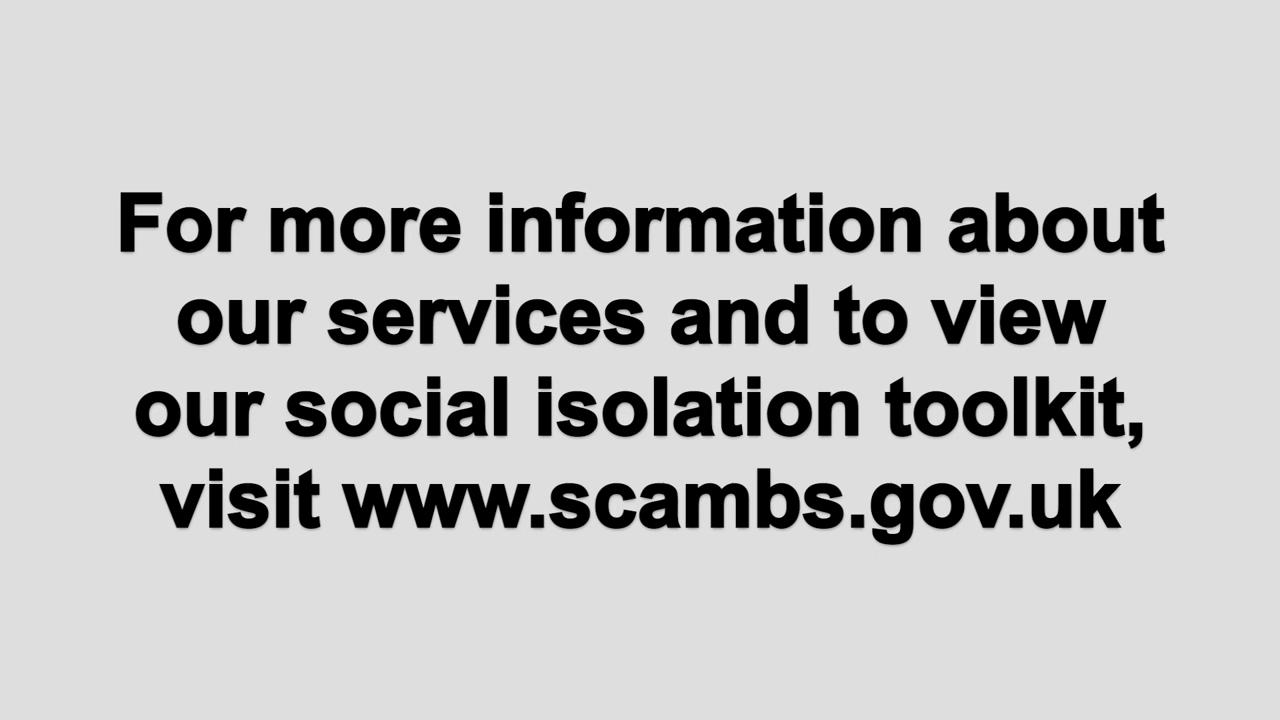 For more information about
our services and to view
our social isolation toolkit,
visit www.scambs.gov.uk